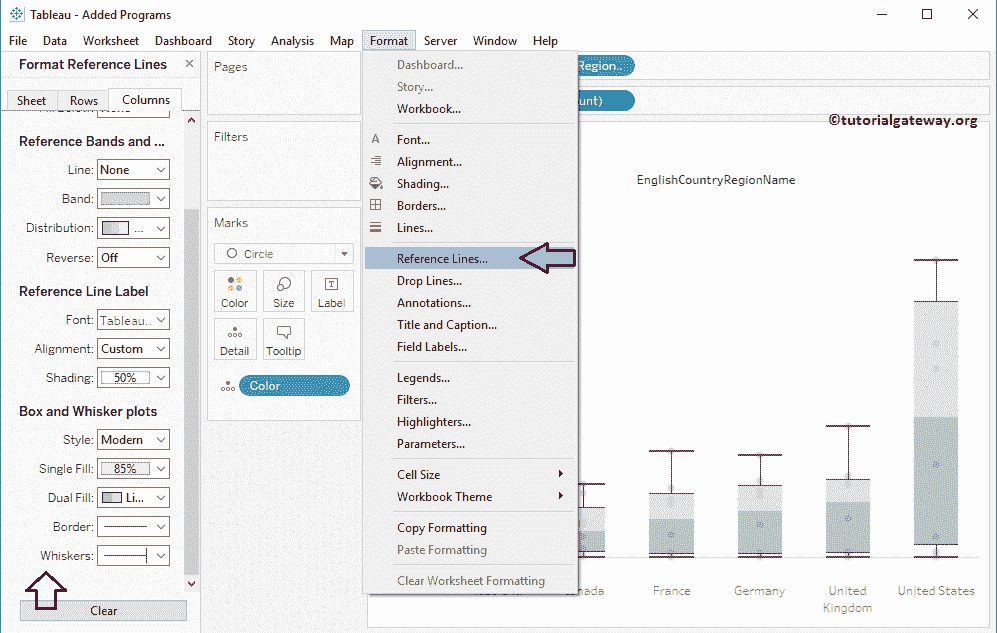 Tableau - Added Programs
File Data Worksheet Dashboard Story Analysis Map Format Server Window Help
Format Reference Lines
Sheet Rows Columns
Reference Bands and ...
Line: None
Band:
Distribution: ...
Reverse: Off
Reference Line Label
Font: Tableau..
Alignment: Custom
Shading: 50%
Box and Whisker plots
Style: Modern
Single Fill: 85%
Dual Fill: Li...
Border:
Whiskers:
Clear
Pages
Filters
Marks
Circle
Color Size Label
Detail Tooltip
Color
Dashboard...
Story...
Workbook...
Font...
Alignment...
Shading...
Borders...
Lines...
Reference Lines...
Drop Lines...
Annotations...
Title and Caption...
Field Labels...
Legends...
Filters...
Highlighters...
Parameters...
Cell Size
Workbook Theme
Copy Formatting
Paste Formatting
Clear Worksheet Formatting
Region..
unt)
©tutorialgateway.org
EnglishCountryRegionName
anada France Germany United Kingdom United States